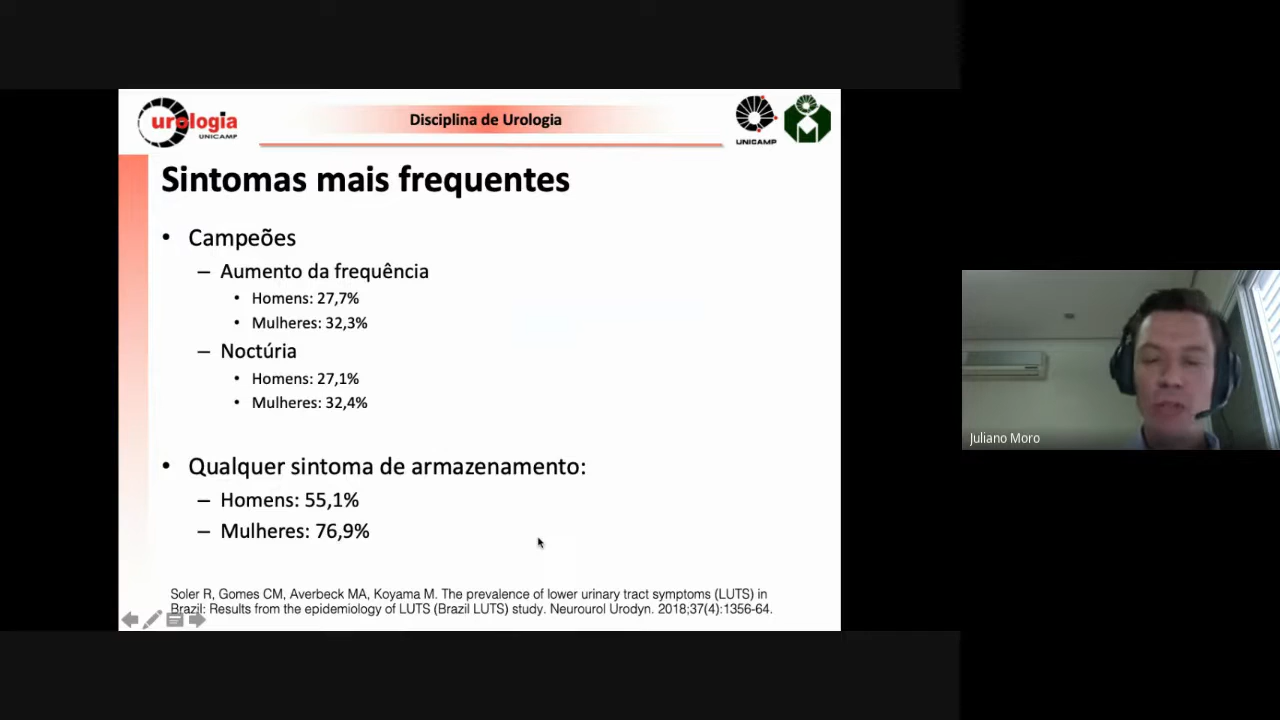 urologia
UNICAMP
Disciplina de Urologia
UNICAMP
Sintomas mais frequentes
• Campeões
– Aumento da frequência
• Homens: 27,7%
• Mulheres: 32,3%
– Noctúria
• Homens: 27,1%
• Mulheres: 32,4%
• Qualquer sintoma de armazenamento:
– Homens: 55,1%
– Mulheres: 76,9%
Soler R, Gomes CM, Averbeck MA, Koyama M. The prevalence of lower urinary tract symptoms (LUTS) in
Brazil: Results from the epidemiology of LUTS (Brazil LUTS) study. Neurourol Urodyn. 2018;37(4):1356-64.
Juliano Moro